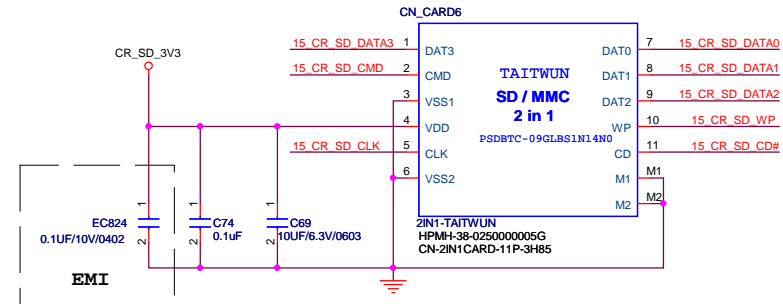 CN_CARD6
CR_SD_3V3
15_CR_SD_DATA3 1 DAT3
15_CR_SD_CMD 2 CMD
3 VSS1
4 VDD
15_CR_SD_CLK 5 CLK
6 VSS2
TAITWUN
SD / MMC
2 in 1
PSDBTC-09GLBS1N14N0
DAT0 7 15_CR_SD_DATA0
DAT1 8 15_CR_SD_DATA1
DAT2 9 15_CR_SD_DATA2
WP 10 15_CR_SD_WP
CD 11 15_CR_SD_CD#
M1 M1
M2 M2
2IN1-TAITWUN
HPMH-38-0250000005G
CN-2IN1CARD-11P-3H85
1
EC824
0.1UF/10V/0402
2
1
C74
0.1uF
2
1
C69
10UF/6.3V/0603
2
EMI